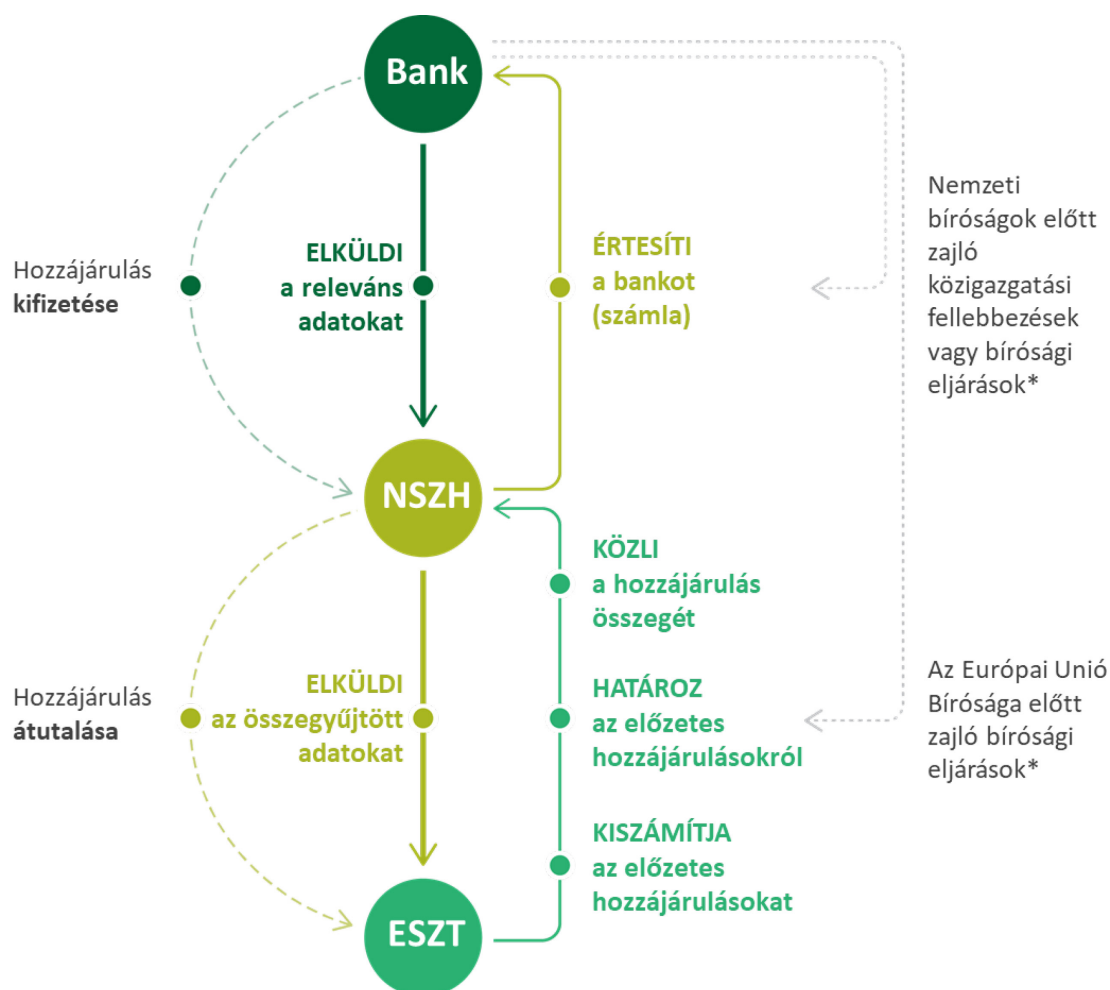 Bank
Hozzájárulás
kifizetése
ELKÜLDI
a releváns
adatokat
ÉRTESÍTI
a bankot
(számla)
Nemzeti
bíróságok előtt
zajló
közigazgatási
fellebbezések
vagy bírósági
eljárások*
NSZH
Hozzájárulás
átutalása
ELKÜLDI
az összegyűjtött
adatokat
KÖZLI
a hozzájárulás
összegét
HATÁROZ
az előzetes
hozzájárulásokról
KISZÁMÍTJA
az előzetes
hozzájárulásokat
Az Európai Unió
Bírósága előtt
zajló bírósági
eljárások*
ESZT